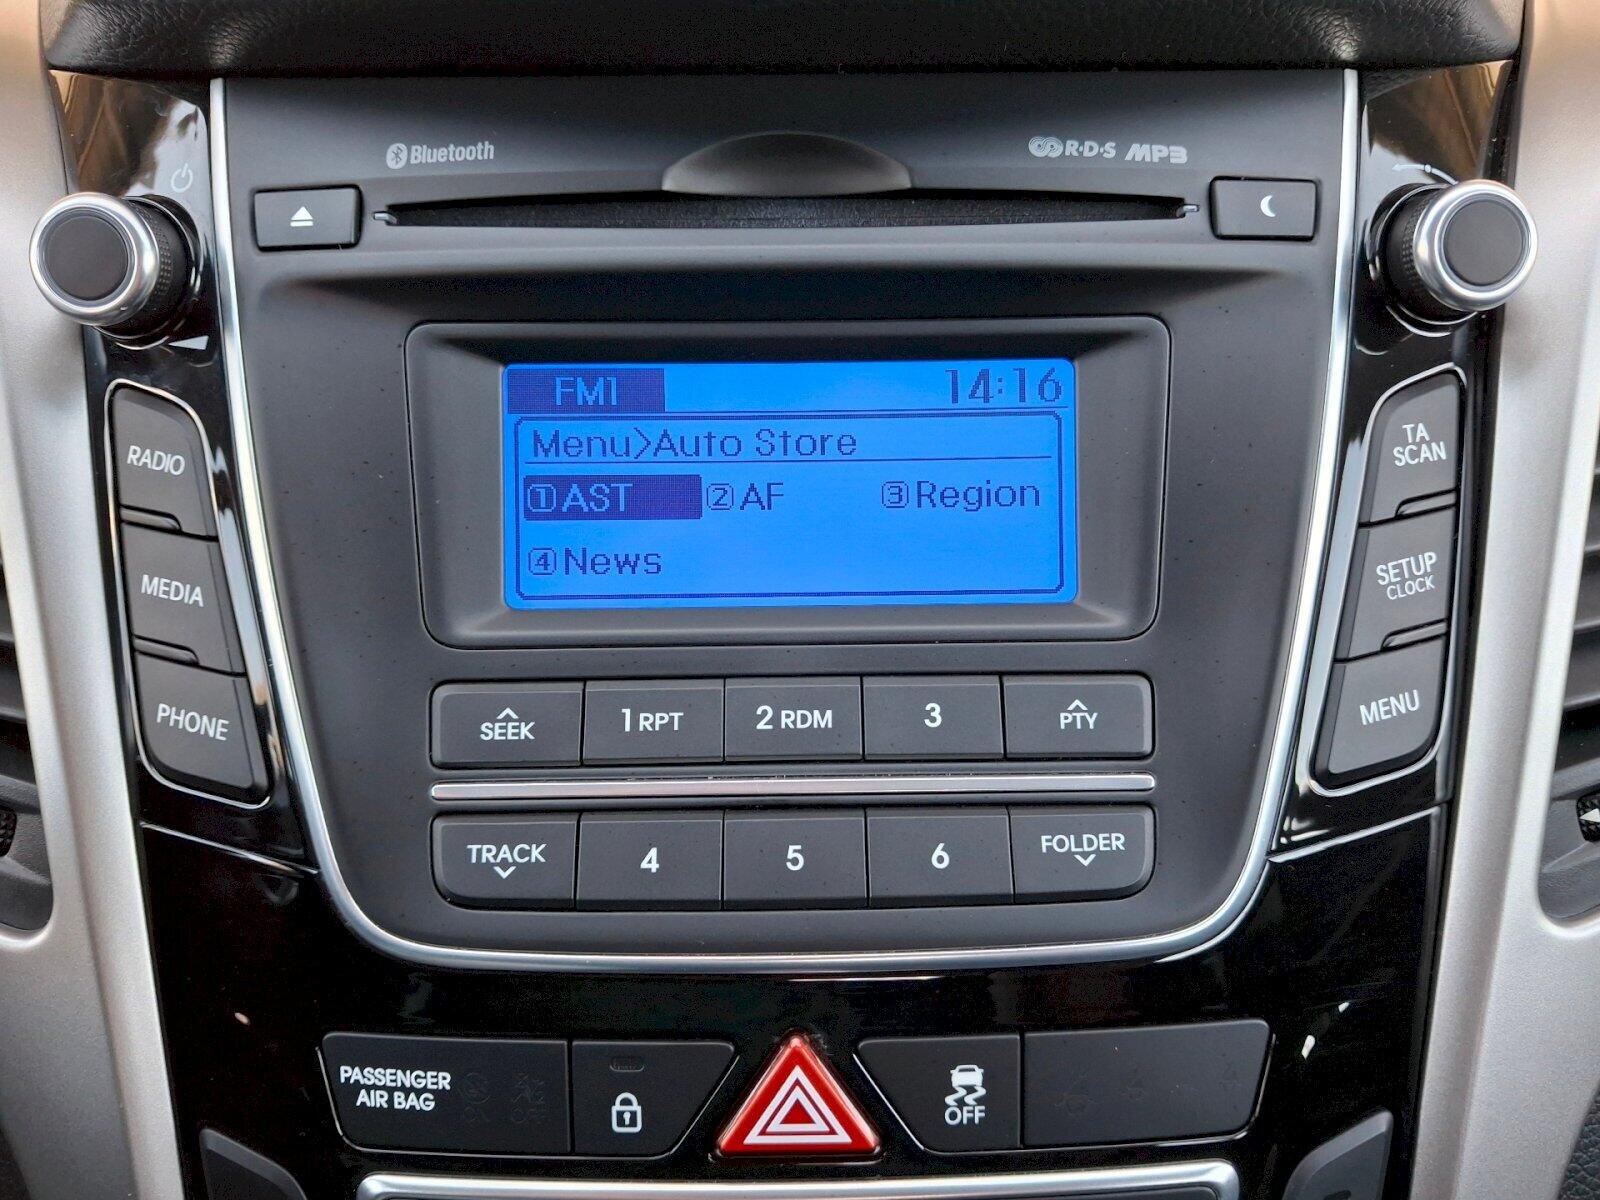 Bluetooth
R·D·S MP3
FM1 14:16
Menu>Auto Store
①AST ②AF ③Region
④News
RADIO
MEDIA
PHONE
TA
SCAN
SETUP
CLOCK
MENU
SEEK 1 RPT 2 RDM 3 PTY
TRACK 4 5 6 FOLDER
PASSENGER
AIR BAG
OFF